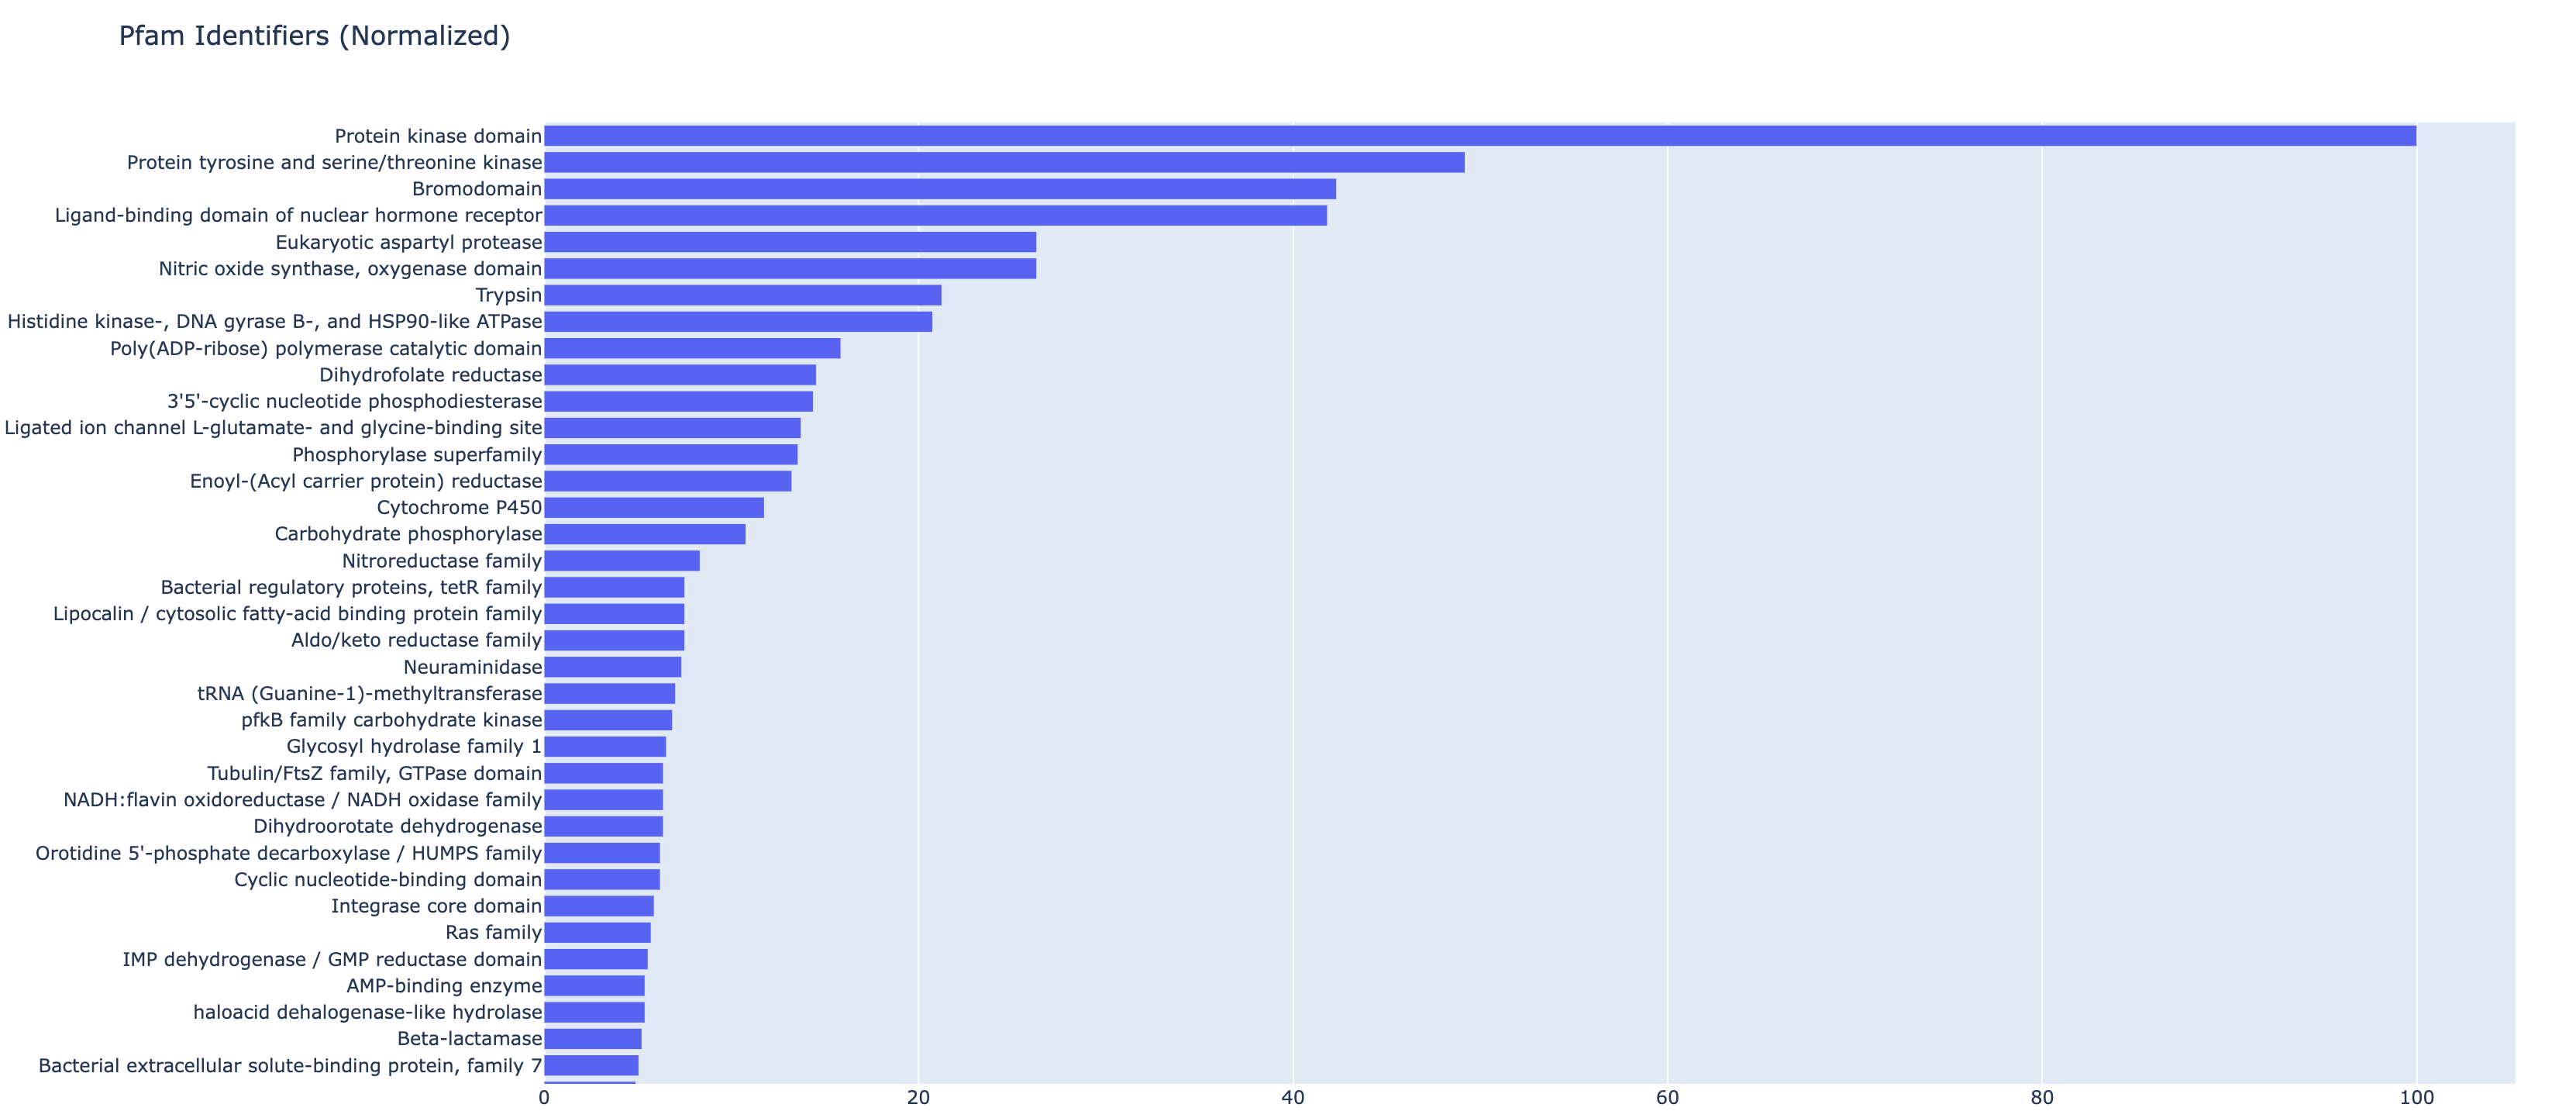 Pfam Identifiers (Normalized)
Protein kinase domain
Protein tyrosine and serine/threonine kinase
Bromodomain
Ligand-binding domain of nuclear hormone receptor
Eukaryotic aspartyl protease
Nitric oxide synthase, oxygenase domain
Trypsin
Histidine kinase-, DNA gyrase B-, and HSP90-like ATPase
Poly(ADP-ribose) polymerase catalytic domain
Dihydrofolate reductase
3'5'-cyclic nucleotide phosphodiesterase
Ligated ion channel L-glutamate- and glycine-binding site
Phosphorylase superfamily
Enoyl-(Acyl carrier protein) reductase
Cytochrome P450
Carbohydrate phosphorylase
Nitroreductase family
Bacterial regulatory proteins, tetR family
Lipocalin / cytosolic fatty-acid binding protein family
Aldo/keto reductase family
Neuraminidase
tRNA (Guanine-1)-methyltransferase
pfkB family carbohydrate kinase
Glycosyl hydrolase family 1
Tubulin/FtsZ family, GTPase domain
NADH:flavin oxidoreductase / NADH oxidase family
Dihydroorotate dehydrogenase
Orotidine 5'-phosphate decarboxylase / HUMPS family
Cyclic nucleotide-binding domain
Integrase core domain
Ras family
IMP dehydrogenase / GMP reductase domain
AMP-binding enzyme
haloacid dehalogenase-like hydrolase
Beta-lactamase
Bacterial extracellular solute-binding protein, family 7
0 20 40 60 80 100